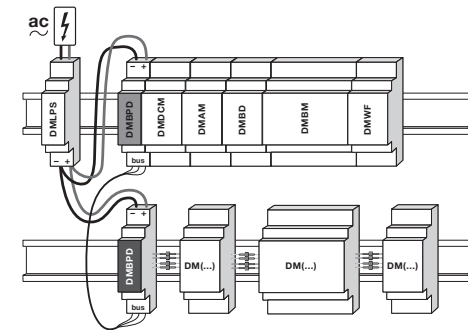 ac
– +
DMLPS
DMBPD
DMDCM
DMAM
DMBD
DMBM
DMWF
– +
bus
– +
DMBPD
DM(...)
DM(...)
DM(...)
bus